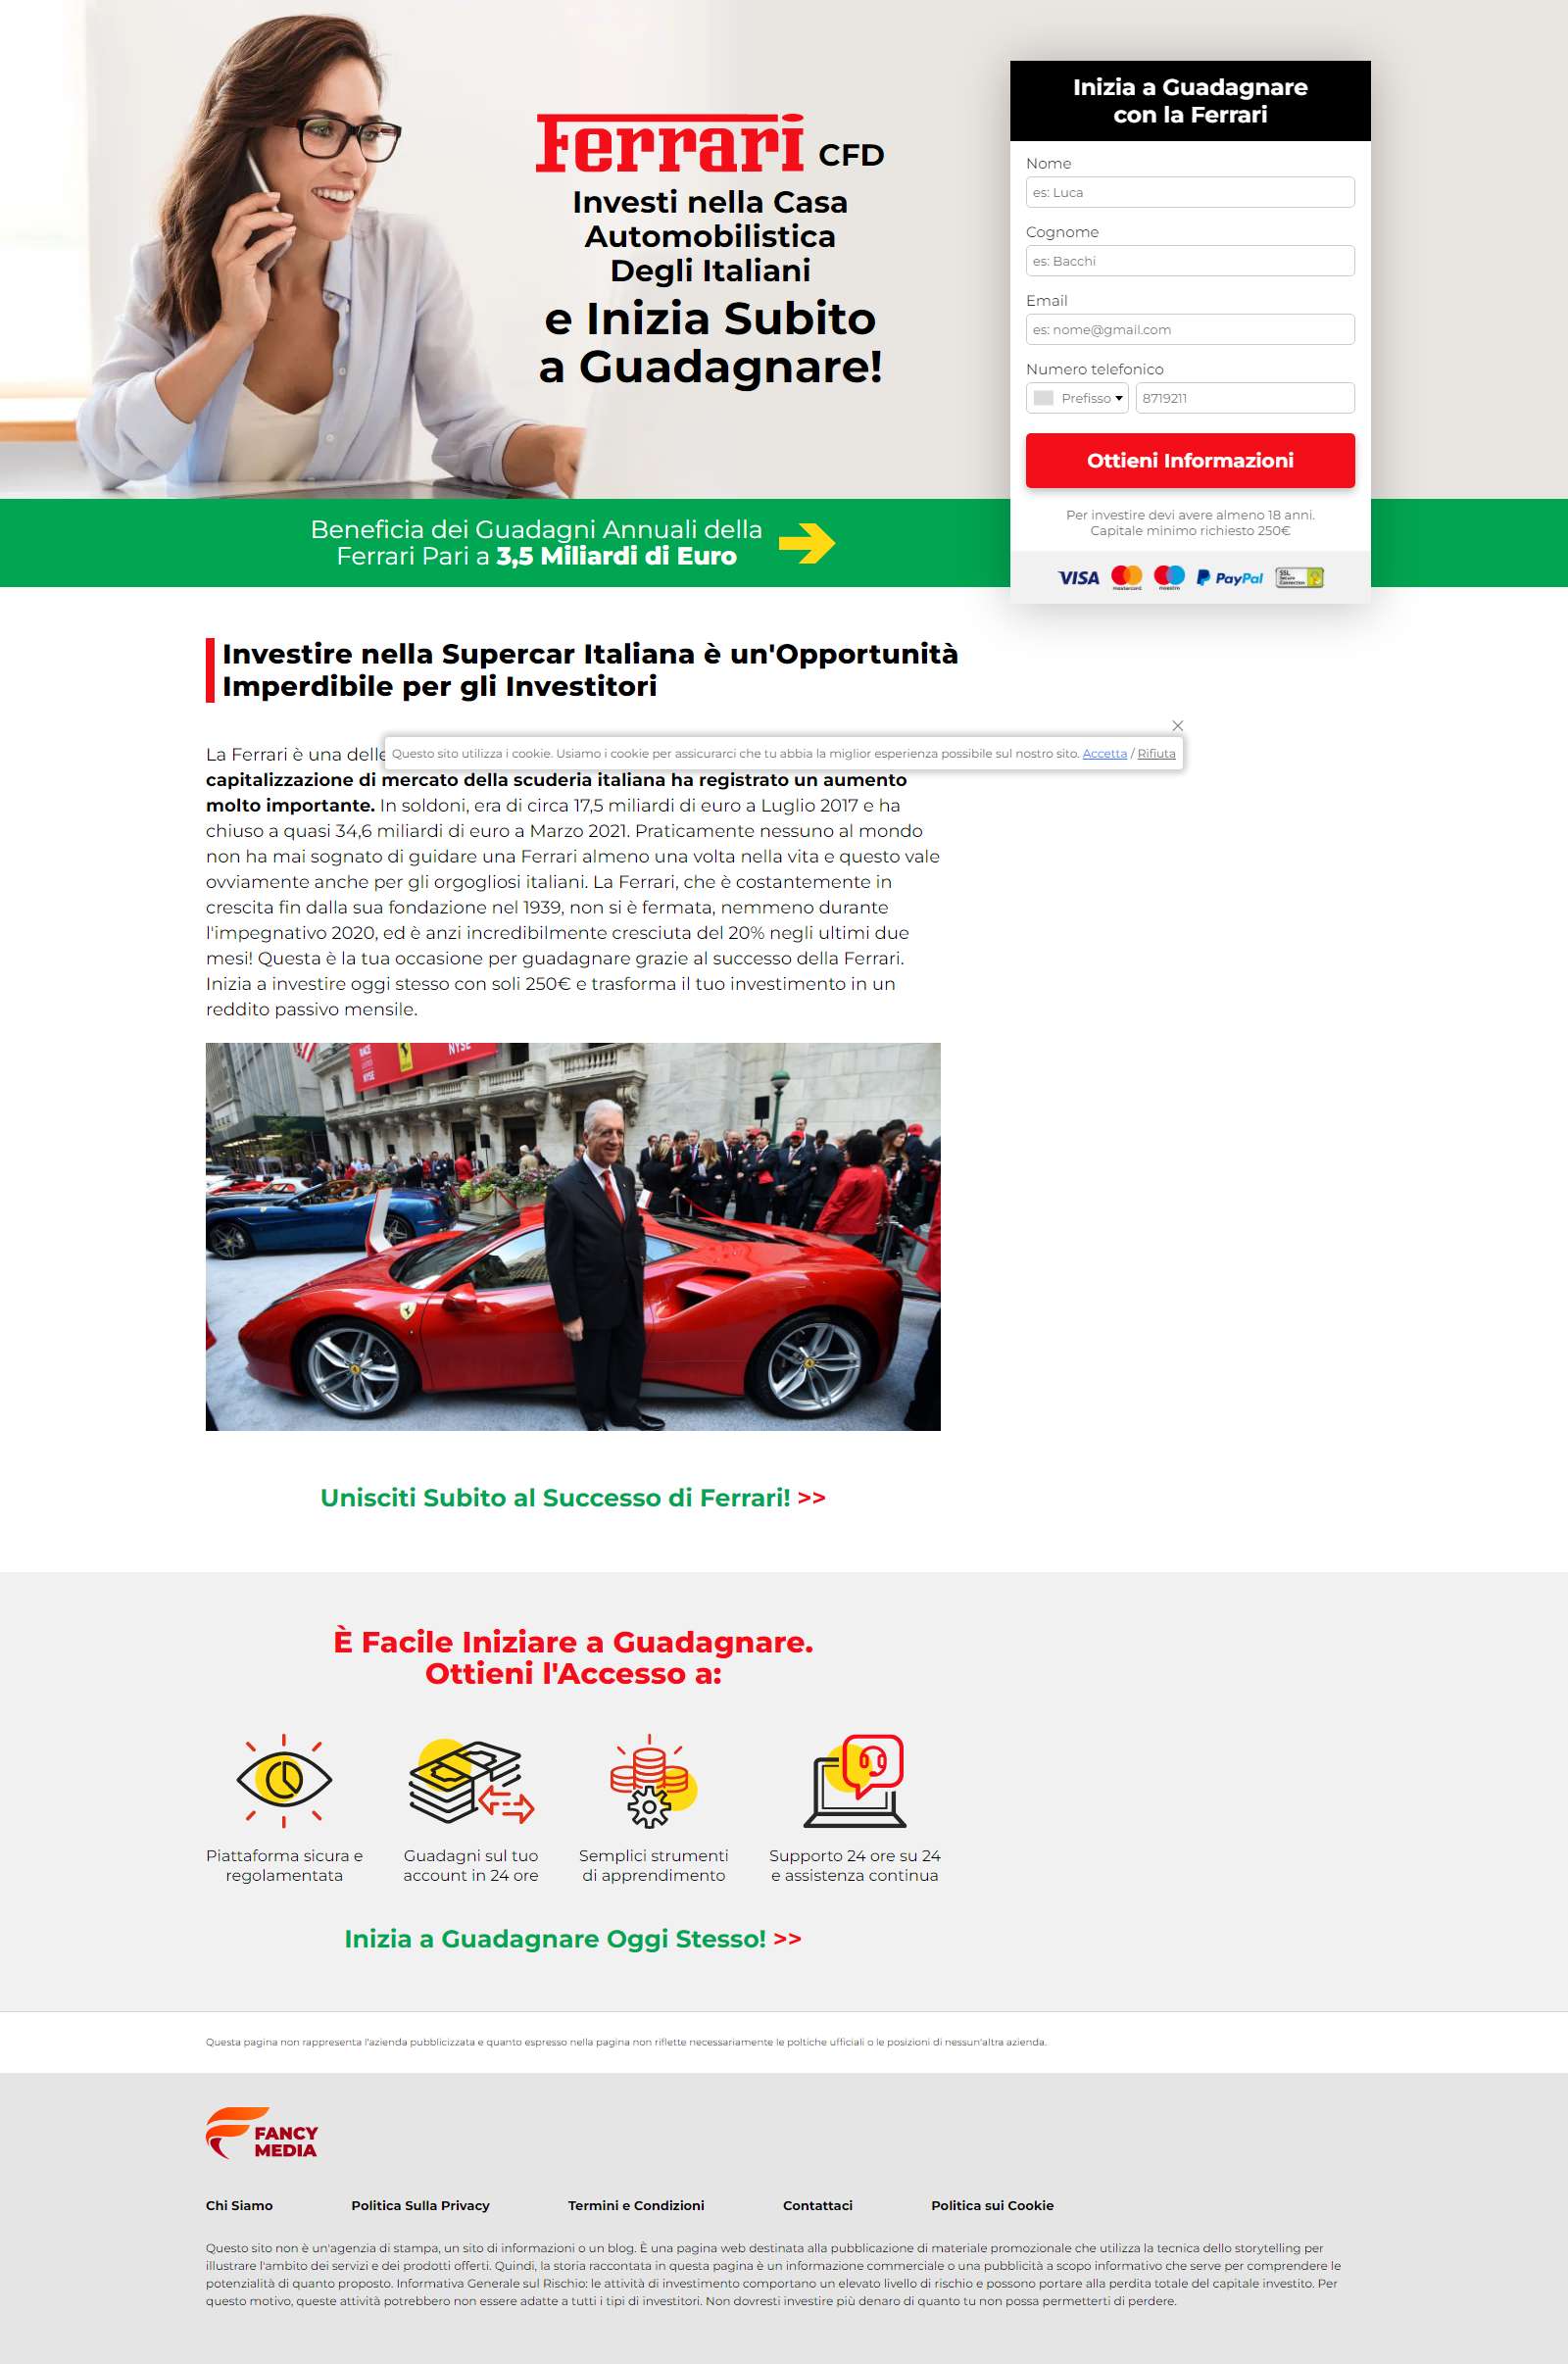 Ferrari CFD
Investi nella Casa
Automobilistica
Degli Italiani
e Inizia Subito
a Guadagnare!
Inizia a Guadagnare
con la Ferrari
Nome
es: Luca
Cognome
es: Bacchi
Email
es: nome@gmail.com
Numero telefonico
Prefisso 8719211
Ottieni Informazioni
Per investire devi avere almeno 18 anni.
Capitale minimo richiesto 250€
VISA mastercard maestro PayPal SSL Secure Connection
Beneficia dei Guadagni Annuali della
Ferrari Pari a 3,5 Miliardi di Euro
Investire nella Supercar Italiana è un'Opportunità
Imperdibile per gli Investitori
Questo sito utilizza i cookie. Usiamo i cookie per assicurarci che tu abbia la miglior esperienza possibile sul nostro sito. Accetta / Rifiuta
La Ferrari è una delle
capitalizzazione di mercato della scuderia italiana ha registrato un aumento
molto importante. In soldoni, era di circa 17,5 miliardi di euro a Luglio 2017 e ha
chiuso a quasi 34,6 miliardi di euro a Marzo 2021. Praticamente nessuno al mondo
non ha mai sognato di guidare una Ferrari almeno una volta nella vita e questo vale
ovviamente anche per gli orgogliosi italiani. La Ferrari, che è costantemente in
crescita fin dalla sua fondazione nel 1939, non si è fermata, nemmeno durante
l'impegnativo 2020, ed è anzi incredibilmente cresciuta del 20% negli ultimi due
mesi! Questa è la tua occasione per guadagnare grazie al successo della Ferrari.
Inizia a investire oggi stesso con soli 250€ e trasforma il tuo investimento in un
reddito passivo mensile.
RACE
NYSE
NYSE
Unisciti Subito al Successo di Ferrari! >>
È Facile Iniziare a Guadagnare.
Ottieni l'Accesso a:
Piattaforma sicura e
regolamentata
Guadagni sul tuo
account in 24 ore
Semplici strumenti
di apprendimento
Supporto 24 ore su 24
e assistenza continua
Inizia a Guadagnare Oggi Stesso! >>
Questa pagina non rappresenta l'azienda pubblicizzata e quanto espresso nella pagina non riflette necessariamente le poltiche ufficiali o le posizioni di nessun'altra azienda.
FANCY
MEDIA
Chi Siamo Politica Sulla Privacy Termini e Condizioni Contattaci Politica sui Cookie
Questo sito non è un'agenzia di stampa, un sito di informazioni o un blog. È una pagina web destinata alla pubblicazione di materiale promozionale che utilizza la tecnica dello storytelling per
illustrare l'ambito dei servizi e dei prodotti offerti. Quindi, la storia raccontata in questa pagina è un informazione commerciale o una pubblicità a scopo informativo che serve per comprendere le
potenzialità di quanto proposto. Informativa Generale sul Rischio: le attività di investimento comportano un elevato livello di rischio e possono portare alla perdita totale del capitale investito. Per
questo motivo, queste attività potrebbero non essere adatte a tutti i tipi di investitori. Non dovresti investire più denaro di quanto tu non possa permetterti di perdere.